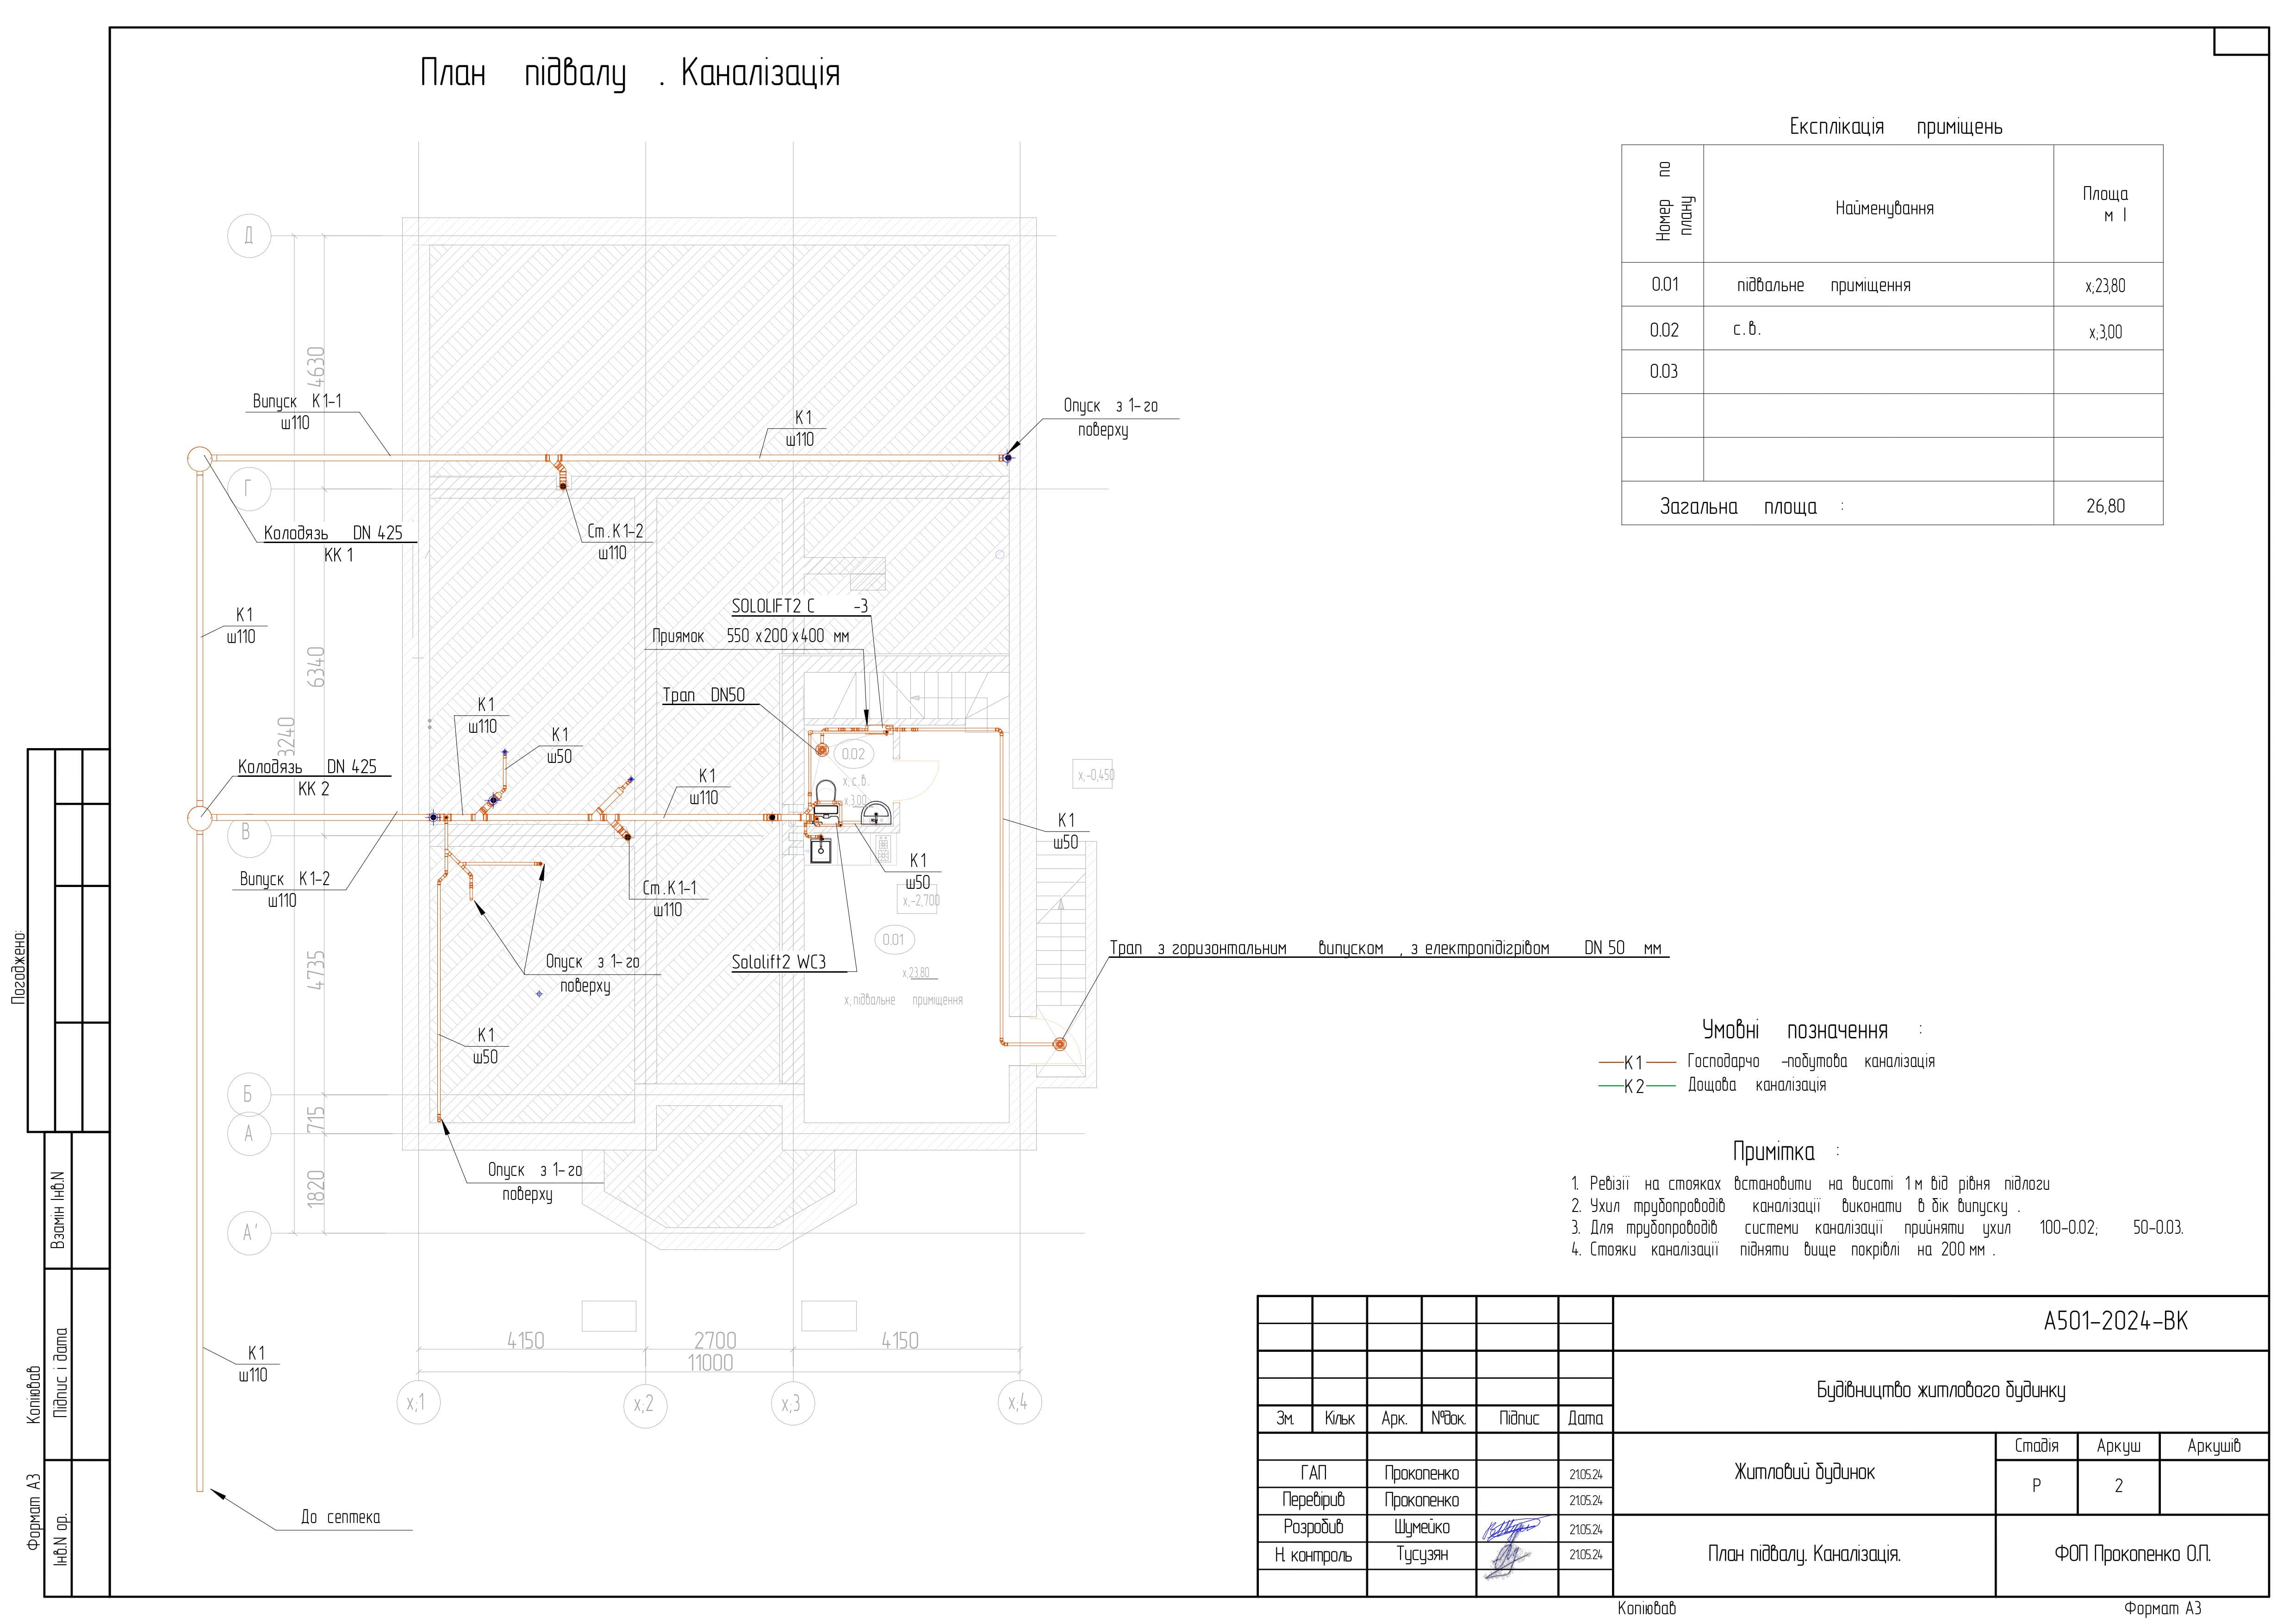 План підвалу . Каналізація
Експлікація приміщень
Номер по плану
Найменування
Площа
м I
0.01 підвальне приміщення х;23,80
0.02 с.в. х;3,00
0.03
Загальна площа : 26,80
Д
Г
В
Б
А
А'
4630
6340
3240
4735
715
1820
Випуск К1-1
ш110
К1
ш110
Опуск з 1-го
поверху
Колодязь DN 425
КК 1
Ст.К1-2
ш110
SOLOLIFT2 C -3
Приямок 550 х200 х400 мм
Трап DN50
К1
ш110
К1
ш110
К1
ш50
К1
ш110
Колодязь DN 425
КК 2
Випуск К1-2
ш110
0.02
х; с.в.
х;3,00
х,-0,450
К1
ш50
К1
ш50
х,-2,700
Ст.К1-1
ш110
0.01
х;23,80
х; підвальне приміщення
Sololift2 WC3
Трап з горизонтальним випуском , з електропідігрівом DN 50 мм
Опуск з 1-го
поверху
К1
ш50
Опуск з 1-го
поверху
К1
ш110
До септека
4150
2700
4150
11000
х;1
х;2
х;3
х;4
Умовні позначення :
К1 Господарчо -побутова каналізація
К2 Дощова каналізація
Примітка :
1. Ревізії на стояках встановити на висоті 1 м від рівня підлоги
2. Ухил трубопроводів каналізації виконати в бік випуску .
3. Для трубопроводів системи каналізації прийняти ухил 100-0.02; 50-0.03.
4. Стояки каналізації підняти вище покрівлі на 200 мм .
А501-2024-ВК
Будівництво житлового будинку
Зм. Кільк Арк. №док. Підпис Дата
Житловий будинок
Стадія Аркуш Аркушів
Р 2
ГАП Прокопенко 21.05.24
Перевірив Прокопенко 21.05.24
Розробив Шумейко 21.05.24
Н. контроль Тусузян 21.05.24
План підвалу. Каналізація.
ФОП Прокопенко О.П.
Копіював
Формат А3
Погоджено:
Взамін Інв.N
Підпис і дата
Інв.N ор.
Копіював
Формат А3